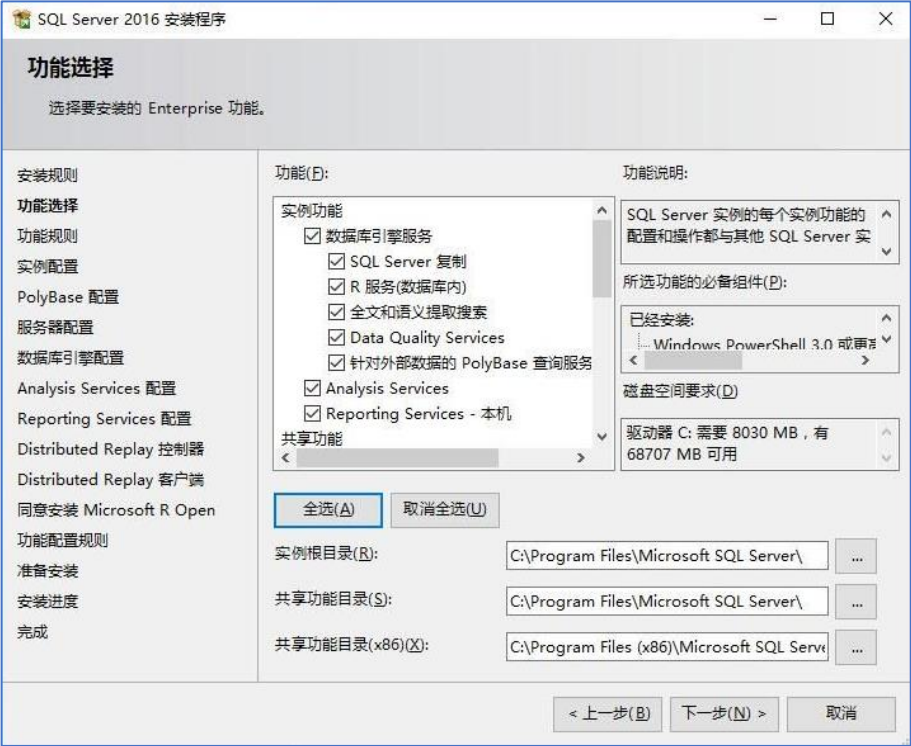 SQL Server 2016 安装程序
功能选择
选择要安装的 Enterprise 功能。
安装规则
功能选择
功能规则
实例配置
PolyBase 配置
服务器配置
数据库引擎配置
Analysis Services 配置
Reporting Services 配置
Distributed Replay 控制器
Distributed Replay 客户端
同意安装 Microsoft R Open
功能配置规则
准备安装
安装进度
完成
功能(F):
实例功能
数据库引擎服务
SQL Server 复制
R 服务(数据库内)
全文和语义提取搜索
Data Quality Services
针对外部数据的 PolyBase 查询服务
Analysis Services
Reporting Services - 本机
共享功能
功能说明:
SQL Server 实例的每个实例功能的
配置和操作都与其他 SQL Server 实
所选功能的必备组件(P):
已经安装:
Windows PowerShell 3.0 或更高
磁盘空间要求(D)
驱动器 C: 需要 8030 MB，有
68707 MB 可用
全选(A)
取消全选(U)
实例根目录(R):
C:\Program Files\Microsoft SQL Server\
...
共享功能目录(S):
C:\Program Files\Microsoft SQL Server\
...
共享功能目录(x86)(X):
C:\Program Files (x86)\Microsoft SQL Serve
...
< 上一步(B)
下一步(N) >
取消